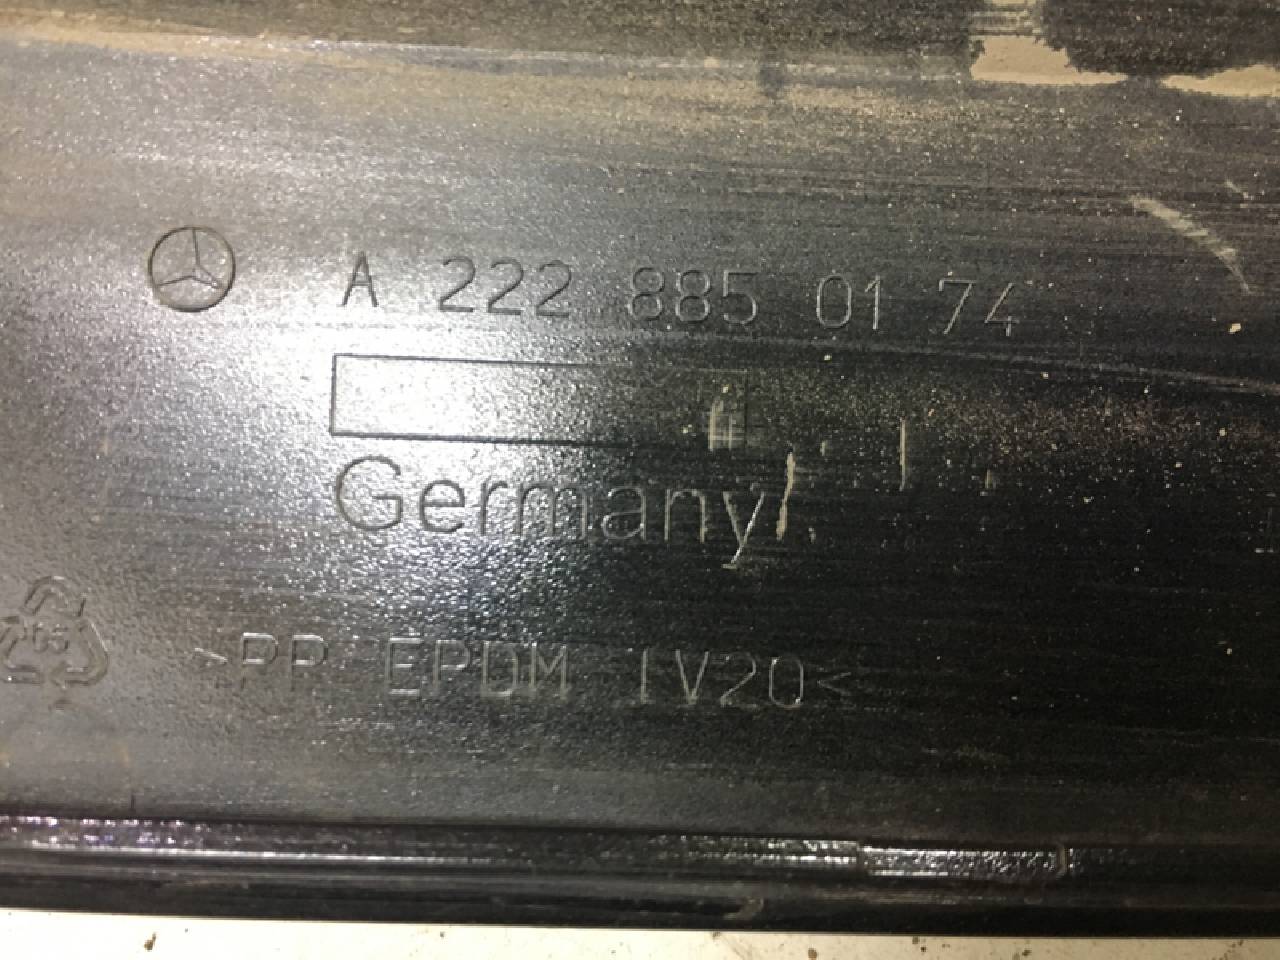 A 222 885 01 74
Germany
>PP EPDM TV20<